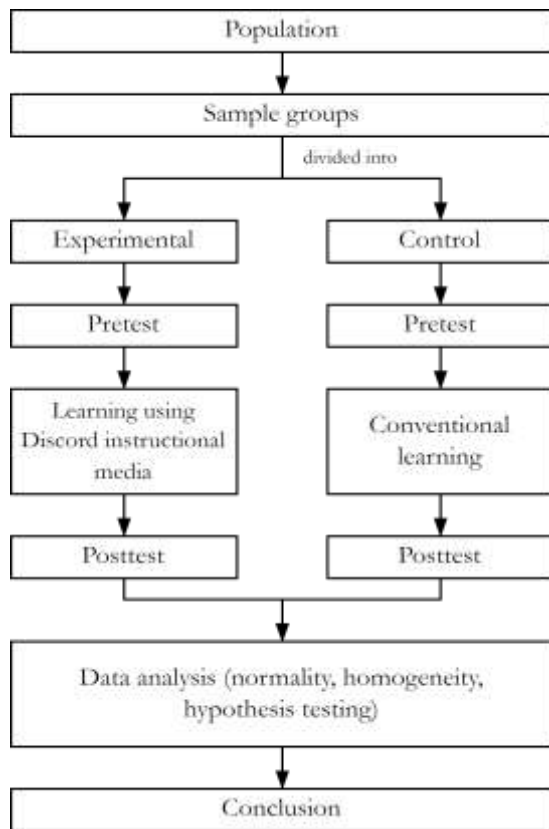 Population
Sample groups
divided into
Experimental
Control
Pretest
Pretest
Learning using
Discord instructional
media
Conventional
learning
Posttest
Posttest
Data analysis (normality, homogeneity,
hypothesis testing)
Conclusion